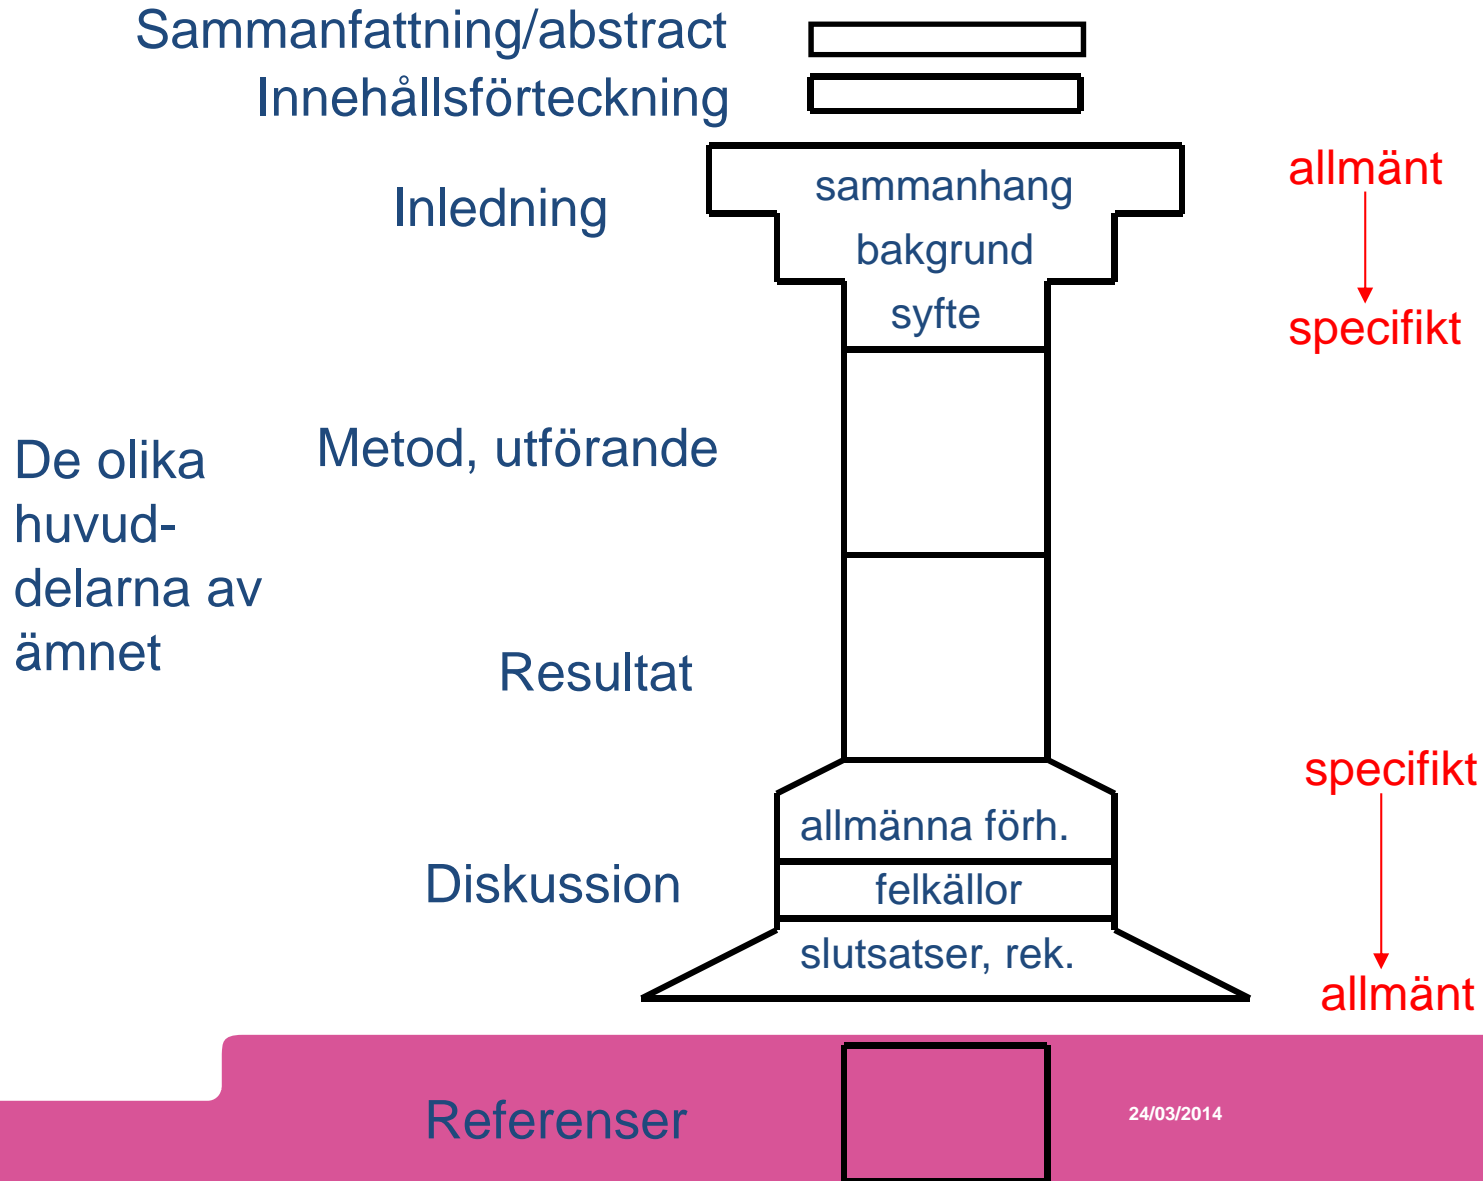 Sammanfattning/abstract
Innehållsförteckning
Inledning
sammanhang
bakgrund
syfte
allmänt
specifikt
De olika
huvud-
delarna av
ämnet
Metod, utförande
Resultat
Diskussion
allmänna förh.
felkällor
slutsatser, rek.
specifikt
allmänt
Referenser
24/03/2014